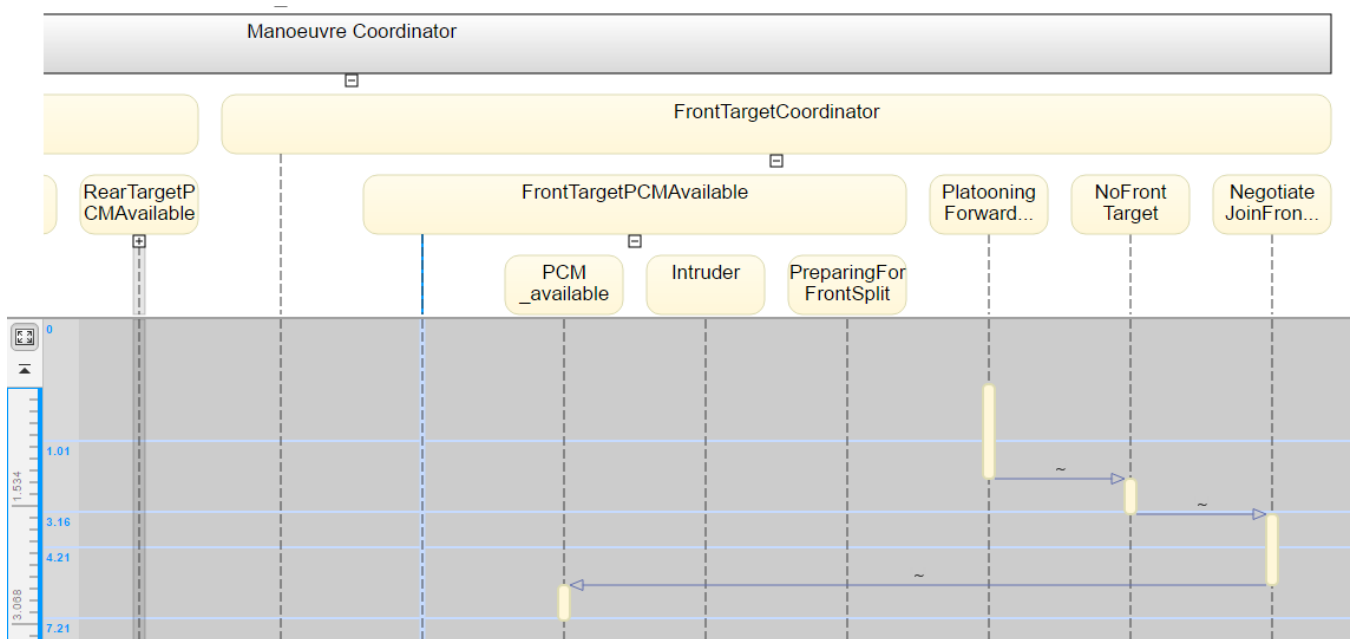 Manoeuvre Coordinator
FrontTargetCoordinator
RearTargetP
CMAvailable
FrontTargetPCMAvailable
Platooning
Forward...
NoFront
Target
Negotiate
JoinFron...
PCM
_available
Intruder
PreparingFor
FrontSplit
0
1.01
~
1.534
~
3.16
4.21
~
3.068
7.21